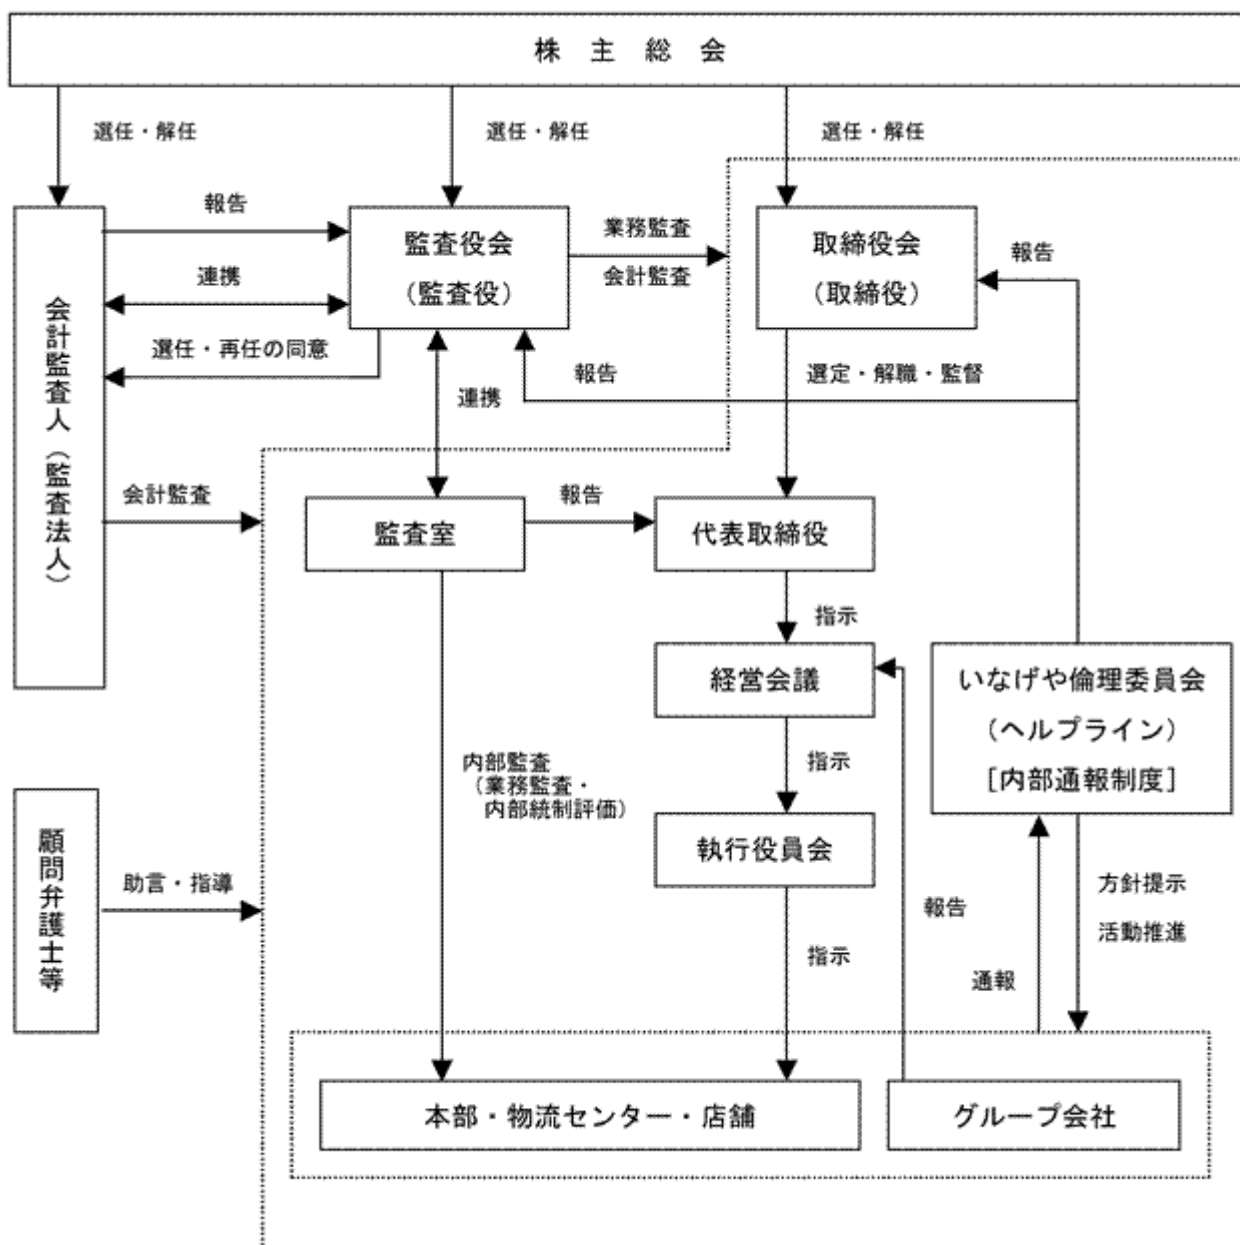 株主総会
選任・解任
選任・解任
選任・解任
報告
連携
選任・再任の同意
会計監査人（監査法人）
監査役会
（監査役）
業務監査
会計監査
取締役会
（取締役）
報告
報告
選定・解職・監督
連携
会計監査
監査室
報告
代表取締役
指示
経営会議
いなげや倫理委員会
（ヘルプライン）
［内部通報制度］
指示
内部監査
（業務監査・
内部統制評価）
執行役員会
顧問弁護士等
助言・指導
方針提示
活動推進
報告
指示
通報
本部・物流センター・店舗
グループ会社